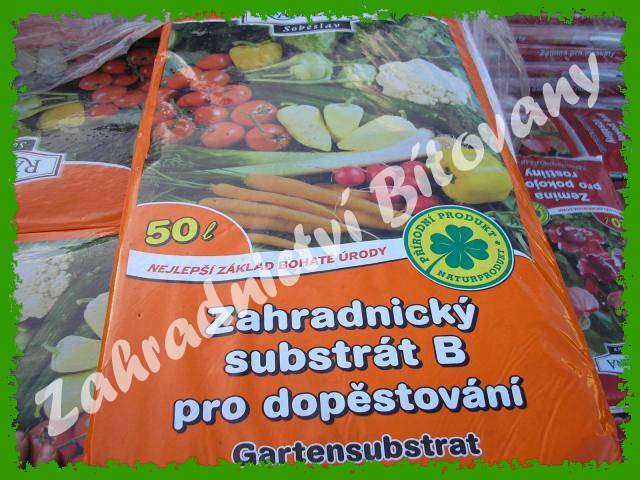 Soběslav
50 l
NEJLEPŠÍ ZÁKLAD BOHATÉ ÚRODY
PŘÍRODNÍ PRODUKT
NATURPRODUKT
Zahradnický
substrát B
pro dopěstování
Gartensubstrat
Zahradnictví Bítovany
Zemina
pro pokojo
rostliny